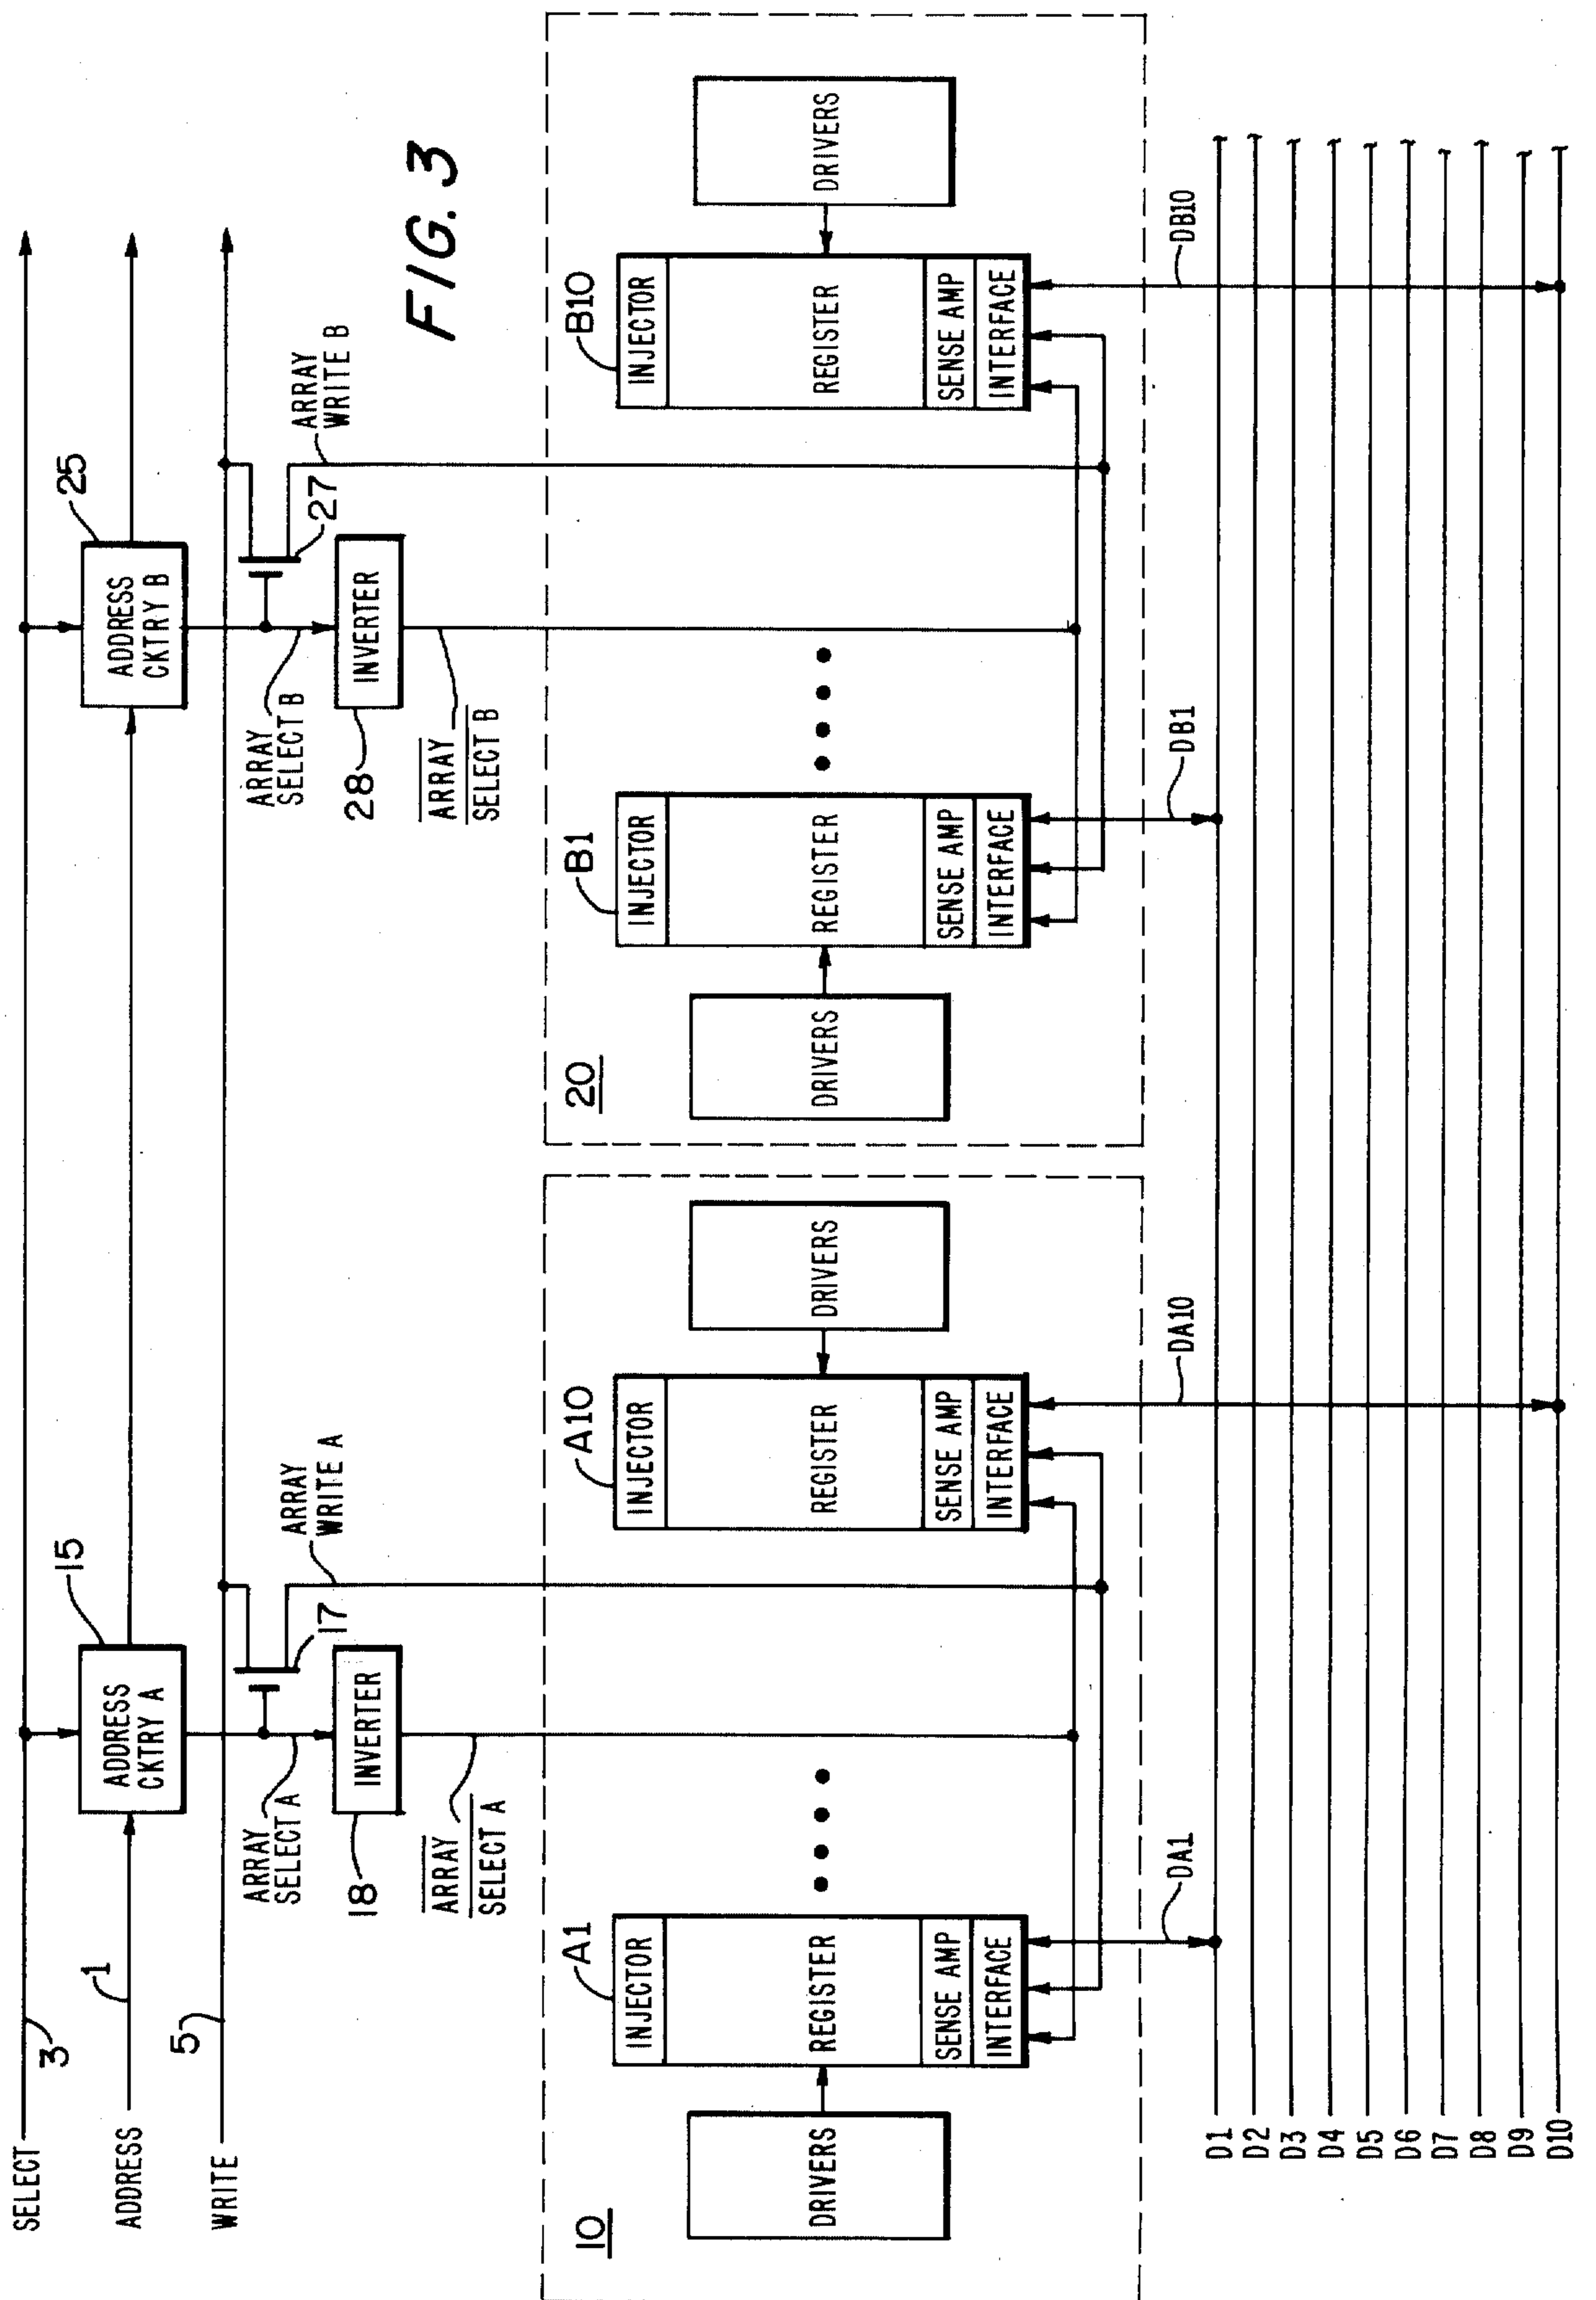 SELECT
3
ADDRESS
1
WRITE
5
ADDRESS
CKTRY A
15
ARRAY
SELECT A
17
INVERTER
18
ARRAY
WRITE A
ARRAY
SELECT A
ADDRESS
CKTRY B
25
ARRAY
SELECT B
27
INVERTER
28
ARRAY
WRITE B
ARRAY
SELECT B
FIG. 3
10
DRIVERS
A1
INJECTOR
REGISTER
SENSE AMP
INTERFACE
A10
INJECTOR
REGISTER
SENSE AMP
INTERFACE
DRIVERS
20
DRIVERS
B1
INJECTOR
REGISTER
SENSE AMP
INTERFACE
B10
INJECTOR
REGISTER
SENSE AMP
INTERFACE
DRIVERS
DA1
DA10
DB1
DB10
D1
D2
D3
D4
D5
D6
D7
D8
D9
D10